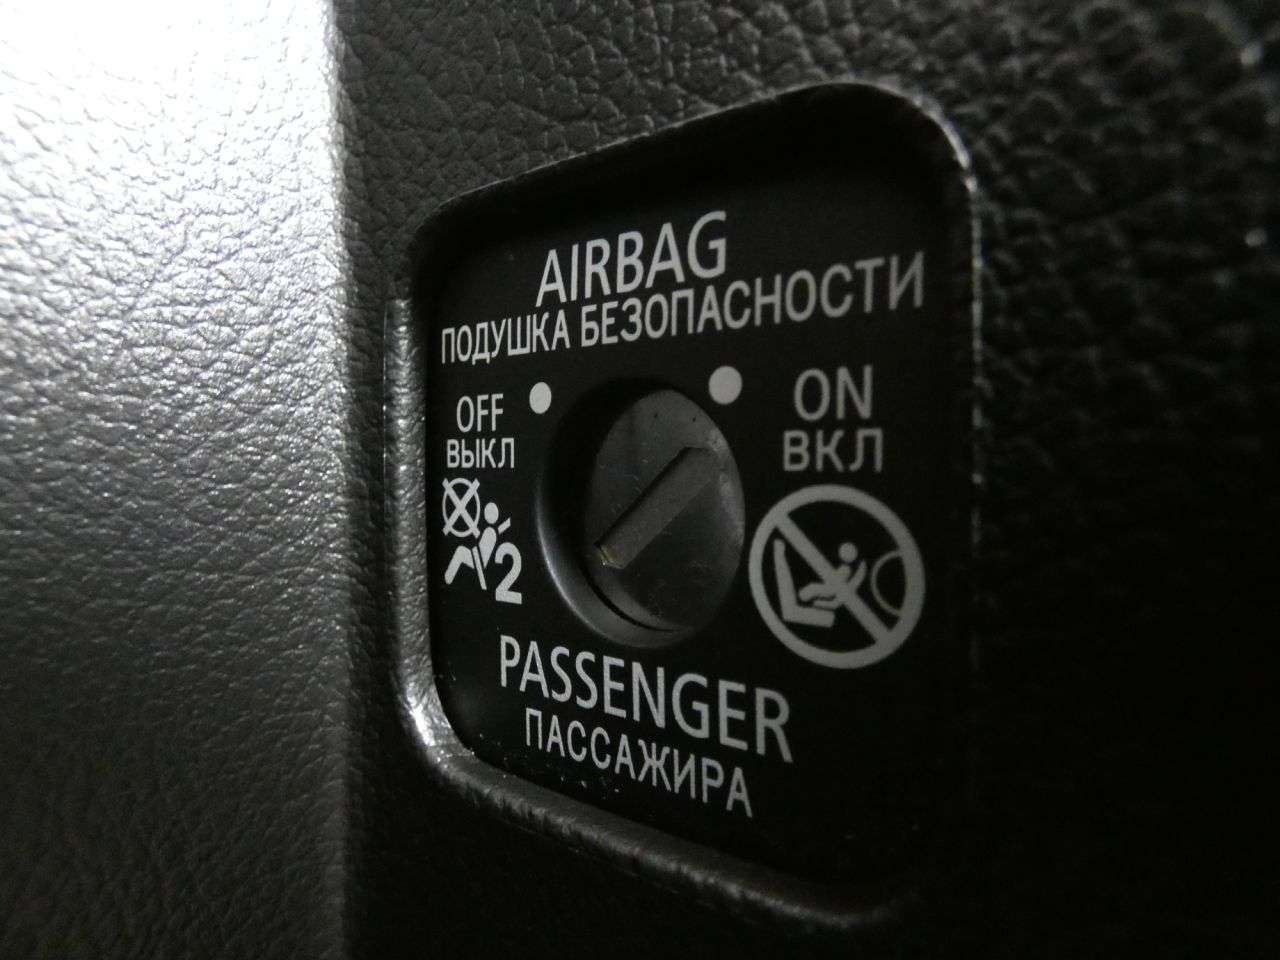 AIRBAG
ПОДУШКА БЕЗОПАСНОСТИ
OFF
ВЫКЛ
ON
ВКЛ
2
PASSENGER
ПАССАЖИРА